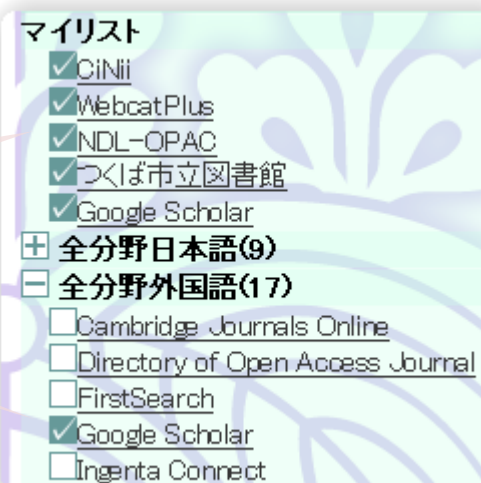 マイリスト
CiNii
WebcatPlus
NDL-OPAC
つくば市立図書館
Google Scholar
全分野日本語(9)
全分野外国語(17)
Cambridge Journals Online
Directory of Open Access Journal
FirstSearch
Google Scholar
Ingenta Connect